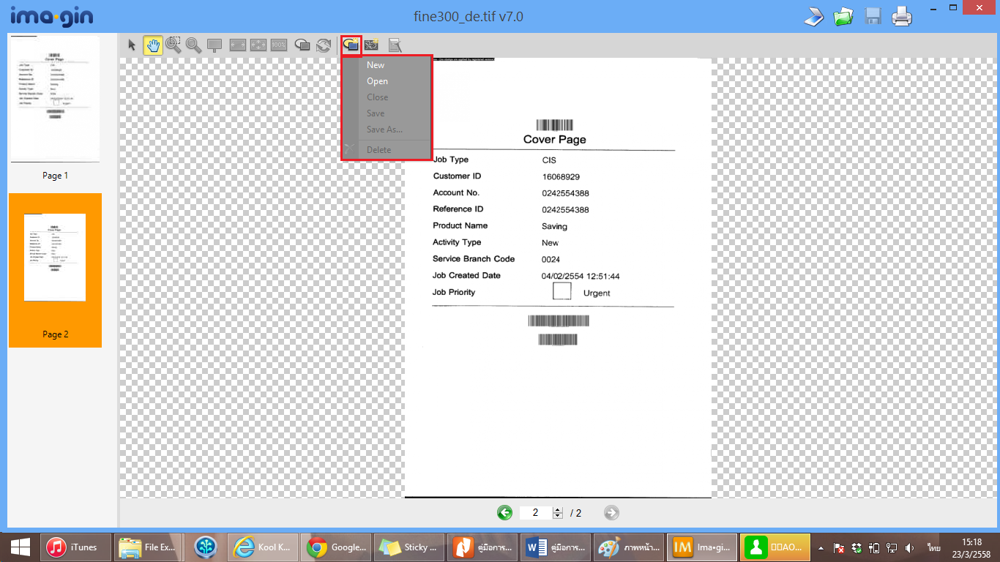 ima•gin
fine300_de.tif v7.0
100%
New
Open
Close
Save
Save As...
Delete
Page 1
Page 2
Cover Page
Job Type CIS
Customer ID 16068929
Account No. 0242554388
Reference ID 0242554388
Product Name Saving
Activity Type New
Service Branch Code 0024
Job Created Date 04/02/2554 12:51:44
Job Priority Urgent
2 / 2
iTunes
File Ex...
Kool K...
Google...
Sticky ...
คู่มือการ...
คู่มือการ...
ภาพหน้า...
IM Ima•gi...
AO...
ไทย
15:18
23/3/2558